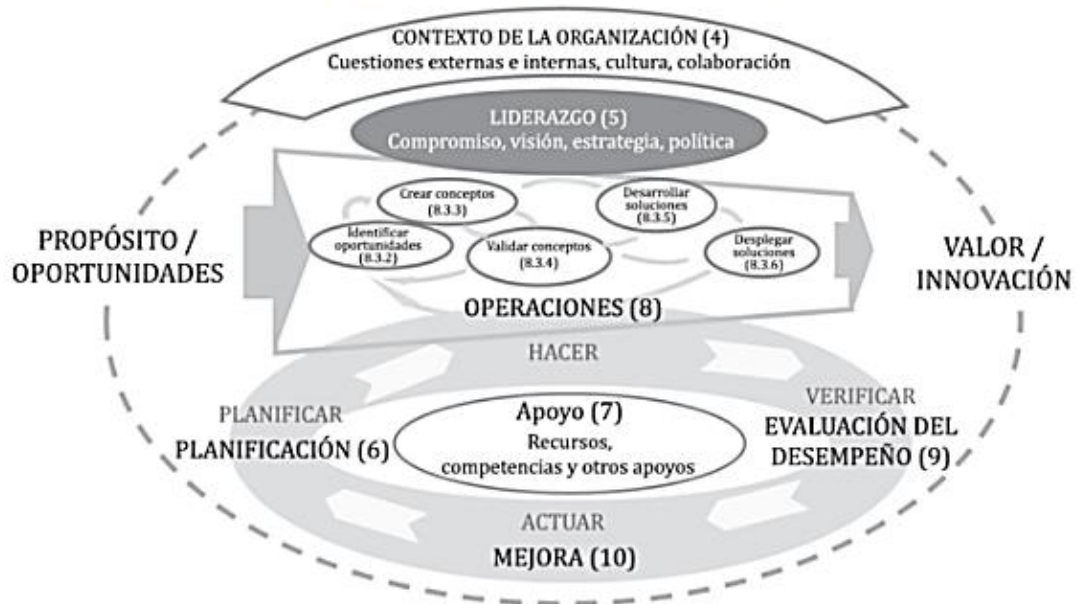 CONTEXTO DE LA ORGANIZACIÓN (4)
Cuestiones externas e internas, cultura, colaboración
LIDERAZGO (5)
Compromiso, visión, estrategia, política
Crear conceptos
(8.3.3)
Desarrollar
soluciones
(8.3.5)
Identificar
oportunidades
(8.3.2)
Validar conceptos
(8.3.4)
Desplegar
soluciones
(8.3.6)
PROPÓSITO /
OPORTUNIDADES
VALOR /
INNOVACIÓN
OPERACIONES (8)
HACER
PLANIFICAR
PLANIFICACIÓN (6)
Apoyo (7)
Recursos,
competencias y otros apoyos
VERIFICAR
EVALUACIÓN DEL
DESEMPEÑO (9)
ACTUAR
MEJORA (10)